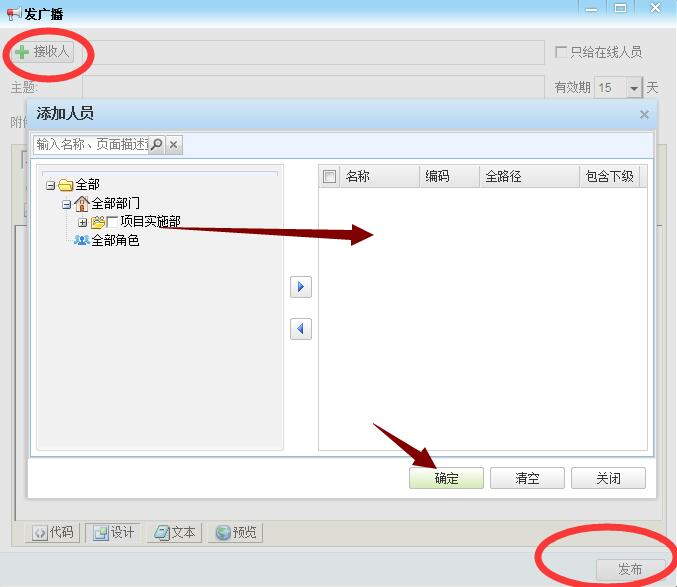 发广播
接收人
只给在线人员
主题:
有效期 15 天
添加人员
输入名称、页面描述
全部
全部部门
项目实施部
全部角色
名称 编码 全路径 包含下级
确定 清空 关闭
代码 设计 文本 预览
发布